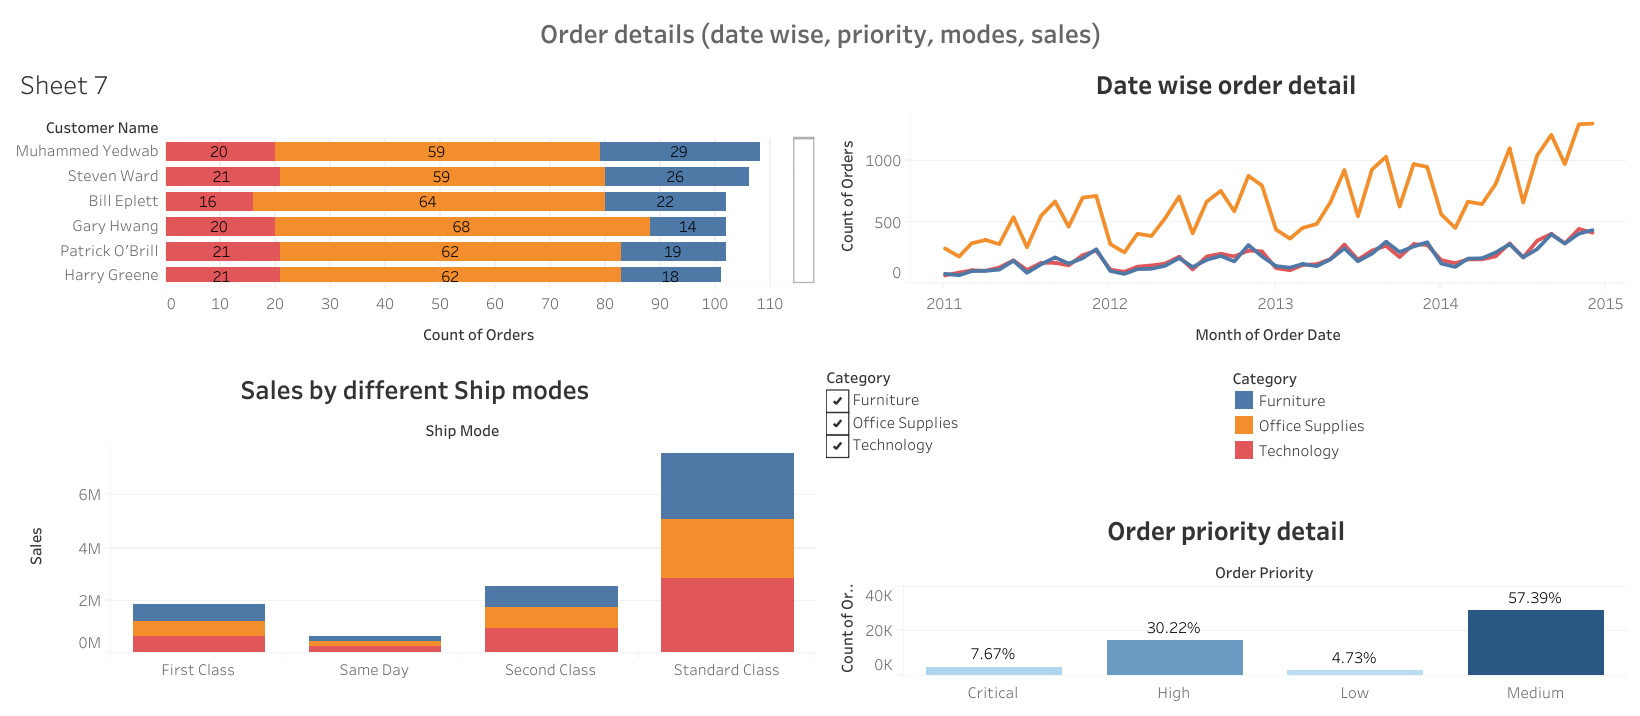 Order details (date wise, priority, modes, sales)
Sheet 7
Customer Name
Muhammed Yedwab 20 59 29
Steven Ward 21 59 26
Bill Eplett 16 64 22
Gary Hwang 20 68 14
Patrick O'Brill 21 62 19
Harry Greene 21 62 18
0 10 20 30 40 50 60 70 80 90 100 110
Count of Orders
Date wise order detail
Count of Orders
1000
500
0
2011 2012 2013 2014 2015
Month of Order Date
Sales by different Ship modes
Ship Mode
Sales
6M
4M
2M
0M
First Class Same Day Second Class Standard Class
Category
Furniture
Office Supplies
Technology
Category
Furniture
Office Supplies
Technology
Order priority detail
Order Priority
Count of Or..
40K
20K
0K
7.67% 30.22% 4.73% 57.39%
Critical High Low Medium